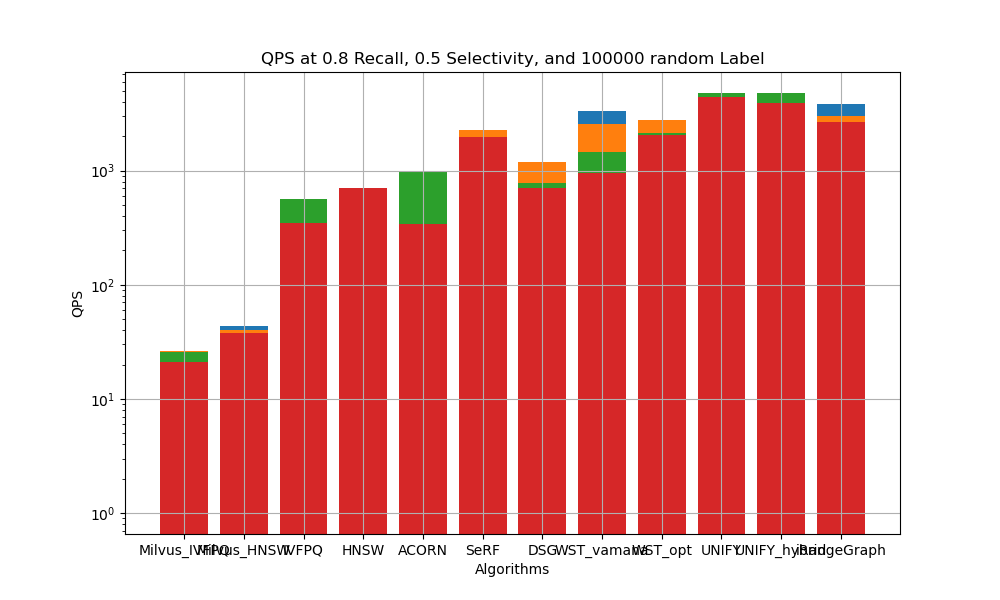 QPS at 0.8 Recall, 0.5 Selectivity, and 100000 random Label
QPS
10^3
10^2
10^1
10^0
Milvus_IVFPQ Milvus_HNSW IVFPQ HNSW ACORN SeRF DSG WST_vamana WST_opt UNIFY UNIFY_hybrid iRangeGraph
Algorithms